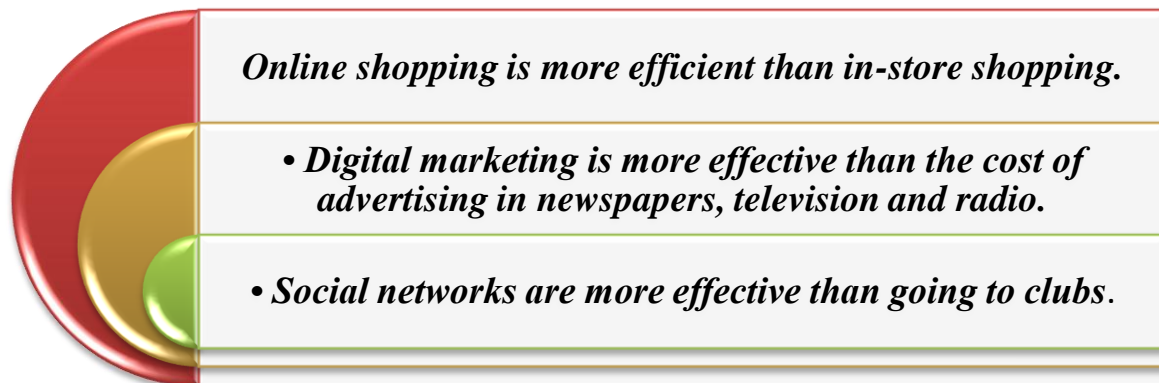 Online shopping is more efficient than in-store shopping.
• Digital marketing is more effective than the cost of
advertising in newspapers, television and radio.
• Social networks are more effective than going to clubs.